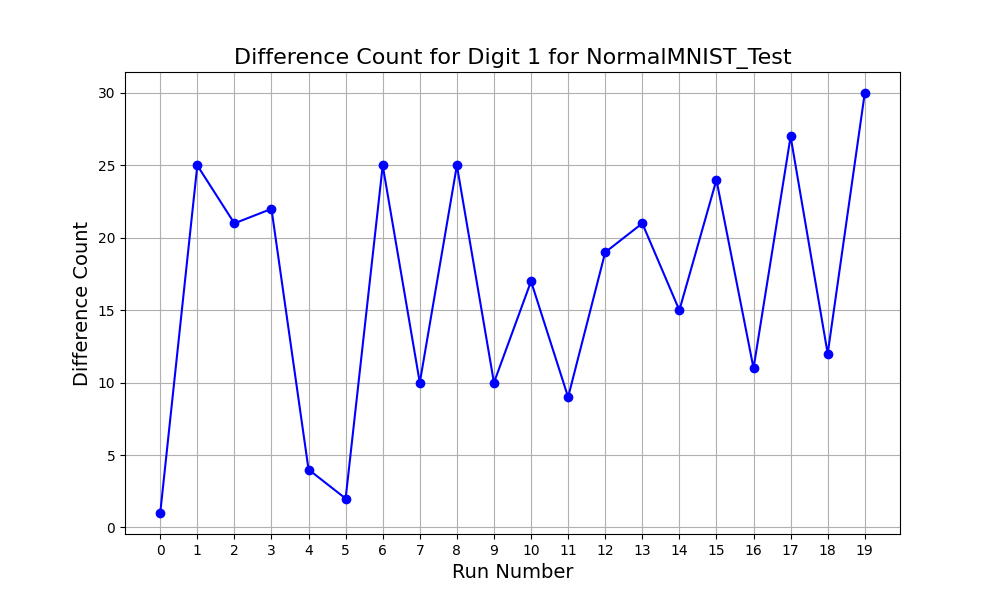 Difference Count for Digit 1 for NormalMNIST_Test
Difference Count
30
25
20
15
10
5
0
0 1 2 3 4 5 6 7 8 9 10 11 12 13 14 15 16 17 18 19
Run Number